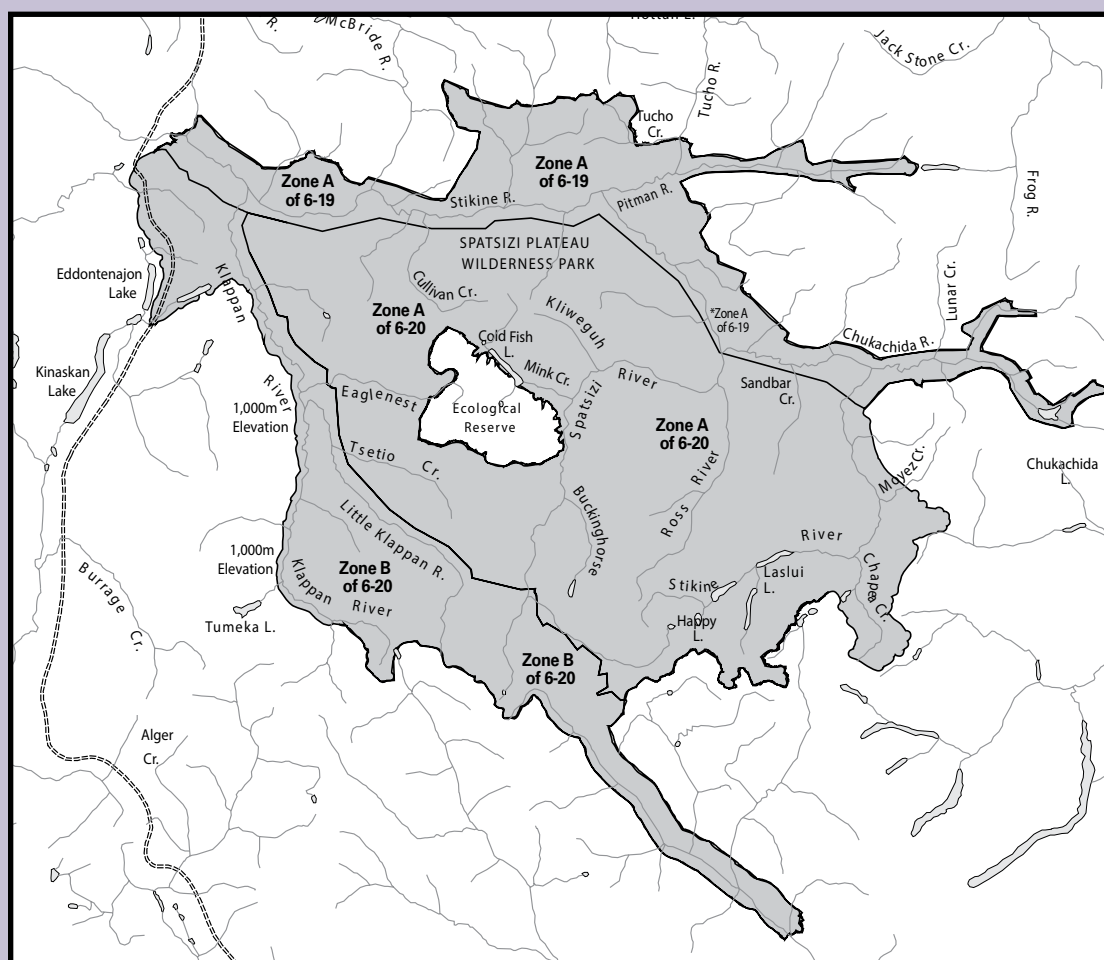 R.
McBride R.
Hottah L.
Jack Stone Cr.
Tucho R.
Tucho
Cr.
Zone A
of 6-19
Zone A
of 6-19
Stikine R.
Pitman R.
Frog R.
SPATSIZI PLATEAU
WILDERNESS PARK
Eddontenajon
Lake
Klappan
River
Cullivan Cr.
Lunar Cr.
Zone A
of 6-20
Kliweguh
*Zone A
of 6-19
Cold Fish
L.
Chukachida R.
Kinaskan
Lake
Mink Cr.
River
Sandbar
Cr.
Eaglenest
1,000m
Elevation
Ecological
Reserve
Spatsizi
Zone A
of 6-20
Tsetio Cr.
Moyez Cr.
Chukachida
L.
Ross River
Buckinghorse
Little Klappan R.
River
1,000m
Elevation
Zone B
of 6-20
Klappan River
Stikine
Laslui
L.
Chapea Cr.
Burrage Cr.
Tumeka L.
Happy
L.
Zone B
of 6-20
Alger
Cr.